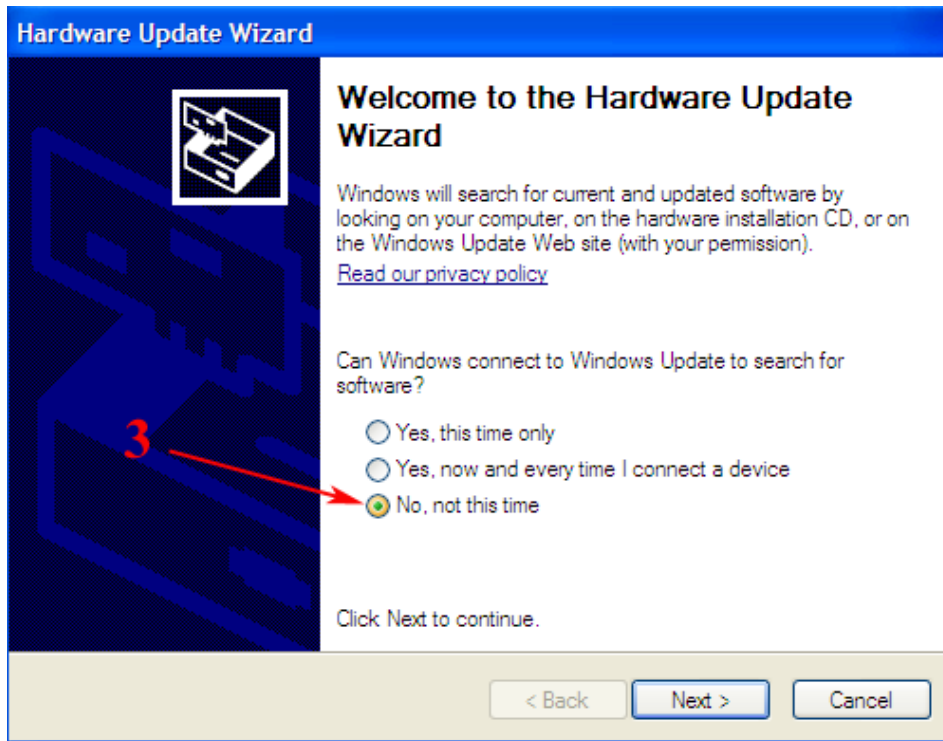 Hardware Update Wizard
Welcome to the Hardware Update
Wizard
Windows will search for current and updated software by
looking on your computer, on the hardware installation CD, or on
the Windows Update Web site (with your permission).
Read our privacy policy
Can Windows connect to Windows Update to search for
software?
Yes, this time only
Yes, now and every time I connect a device
3
No, not this time
Click Next to continue.
< Back
Next >
Cancel